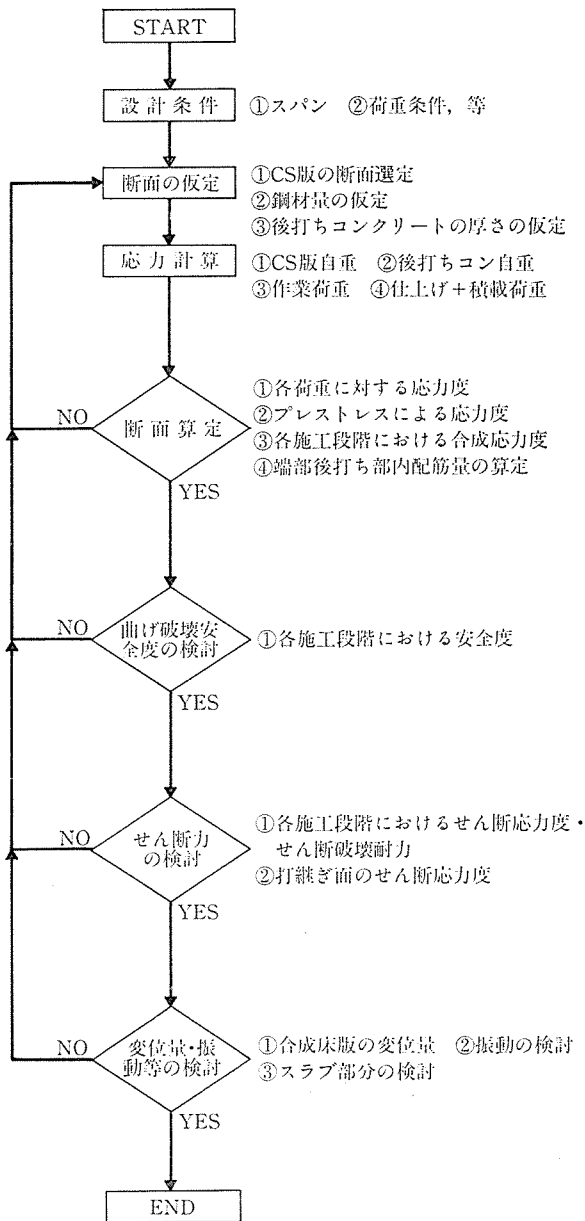 START
設計条件
①スパン ②荷重条件, 等
断面の仮定
①CS版の断面選定
②鋼材量の仮定
③後打ちコンクリートの厚さの仮定
応力計算
①CS版自重 ②後打ちコン自重
③作業荷重 ④仕上げ+積載荷重
NO
断面算定
①各荷重に対する応力度
②プレストレスによる応力度
③各施工段階における合成応力度
④端部後打ち部内配筋量の算定
YES
NO
曲げ破壊安
全度の検討
①各施工段階における安全度
YES
NO
せん断力
の検討
①各施工段階におけるせん断応力度・
せん断破壊耐力
②打継ぎ面のせん断応力度
YES
NO
変位量・振
動等の検討
①合成床版の変位量 ②振動の検討
③スラブ部分の検討
YES
END